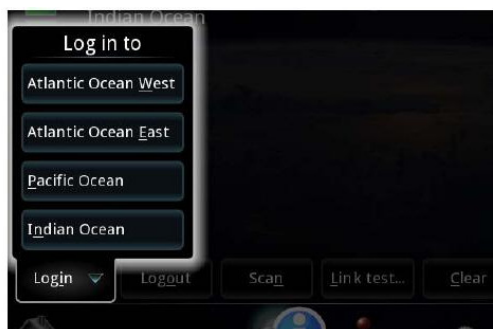 Indian Ocean
Log in to
Atlantic Ocean West
Atlantic Ocean East
Pacific Ocean
Indian Ocean
Login Logout Scan Link test... Clear